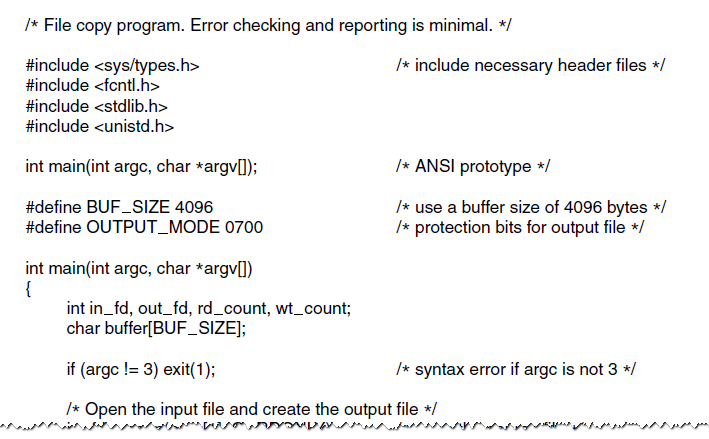 /* File copy program. Error checking and reporting is minimal. */
#include <sys/types.h> /* include necessary header files */
#include <fcntl.h>
#include <stdlib.h>
#include <unistd.h>
int main(int argc, char *argv[]); /* ANSI prototype */
#define BUF_SIZE 4096 /* use a buffer size of 4096 bytes */
#define OUTPUT_MODE 0700 /* protection bits for output file */
int main(int argc, char *argv[])
{
int in_fd, out_fd, rd_count, wt_count;
char buffer[BUF_SIZE];
if (argc != 3) exit(1); /* syntax error if argc is not 3 */
/* Open the input file and create the output file */